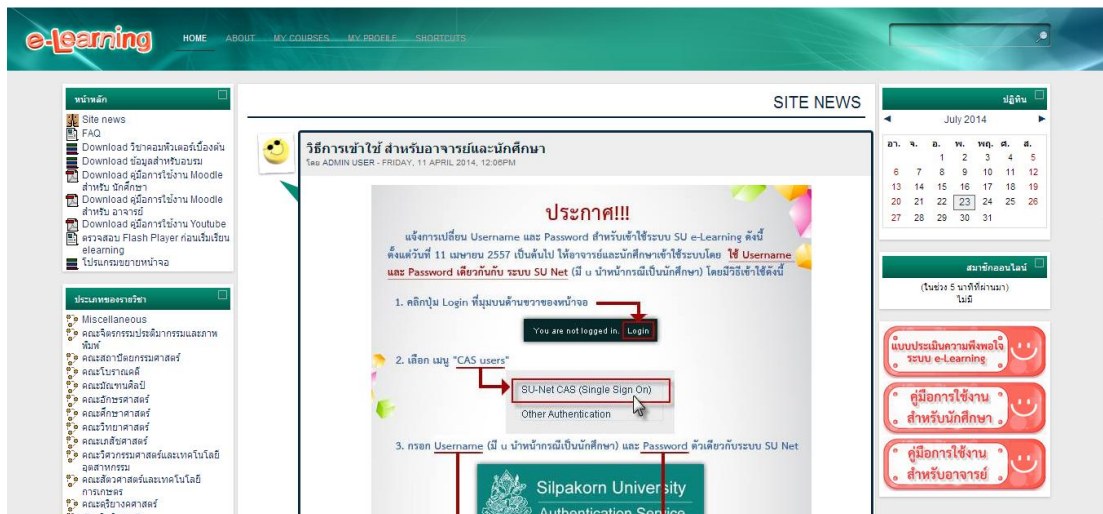 e-Learning
HOME ABOUT MY COURSES MY PROFILE SHORTCUTS
หน้าหลัก
Site news
FAQ
Download วิชาคอมพิวเตอร์เบื้องต้น
Download ข้อมูลสำหรับอบรม
Download คู่มือการใช้งาน Moodle
สำหรับ นักศึกษา
Download คู่มือการใช้งาน Moodle
สำหรับ อาจารย์
Download คู่มือการใช้งาน Youtube
ตรวจสอบ Flash Player ก่อนเริ่มเรียน
elearning
โปรแกรมขยายหน้าจอ
ประเภทของรายวิชา
Miscellaneous
คณะจิตรกรรมประติมากรรมและภาพ
พิมพ์
คณะสถาปัตยกรรมศาสตร์
คณะโบราณคดี
คณะมัณฑนศิลป์
คณะอักษรศาสตร์
คณะศึกษาศาสตร์
คณะวิทยาศาสตร์
คณะเภสัชศาสตร์
คณะวิศวกรรมศาสตร์และเทคโนโลยี
อุตสาหกรรม
คณะสัตวศาสตร์และเทคโนโลยี
การเกษตร
คณะดุริยางคศาสตร์
SITE NEWS
วิธีการเข้าใช้ สำหรับอาจารย์และนักศึกษา
โดย ADMIN USER - FRIDAY, 11 APRIL 2014, 12:06PM
ประกาศ!!!
แจ้งการเปลี่ยน Username และ Password สำหรับเข้าใช้ระบบ SU e-Learning ดังนี้
ตั้งแต่วันที่ 11 เมษายน 2557 เป็นต้นไป ให้อาจารย์และนักศึกษาเข้าใช้ระบบโดย ใช้ Username
และ Password เดียวกันกับ ระบบ SU Net (มี u นำหน้ากรณีเป็นนักศึกษา) โดยมีวิธีเข้าใช้ดังนี้
1. คลิกปุ่ม Login ที่มุมบนด้านขวาของหน้าจอ
You are not logged in. Login
2. เลือก เมนู "CAS users"
SU-Net CAS (Single Sign On)
Other Authentication
3. กรอก Username (มี u นำหน้ากรณีเป็นนักศึกษา) และ Password ตัวเดียวกับระบบ SU Net
Silpakorn University
Authentication Service
ปฏิทิน
◄ July 2014 ►
อา. จ. อ. พ. พฤ. ศ. ส.
1 2 3 4 5
6 7 8 9 10 11 12
13 14 15 16 17 18 19
20 21 22 23 24 25 26
27 28 29 30 31
สมาชิกออนไลน์
(ในช่วง 5 นาทีที่ผ่านมา)
ไม่มี
แบบประเมินความพึงพอใจ
ระบบ e-Learning
คู่มือการใช้งาน
สำหรับนักศึกษา
คู่มือการใช้งาน
สำหรับอาจารย์